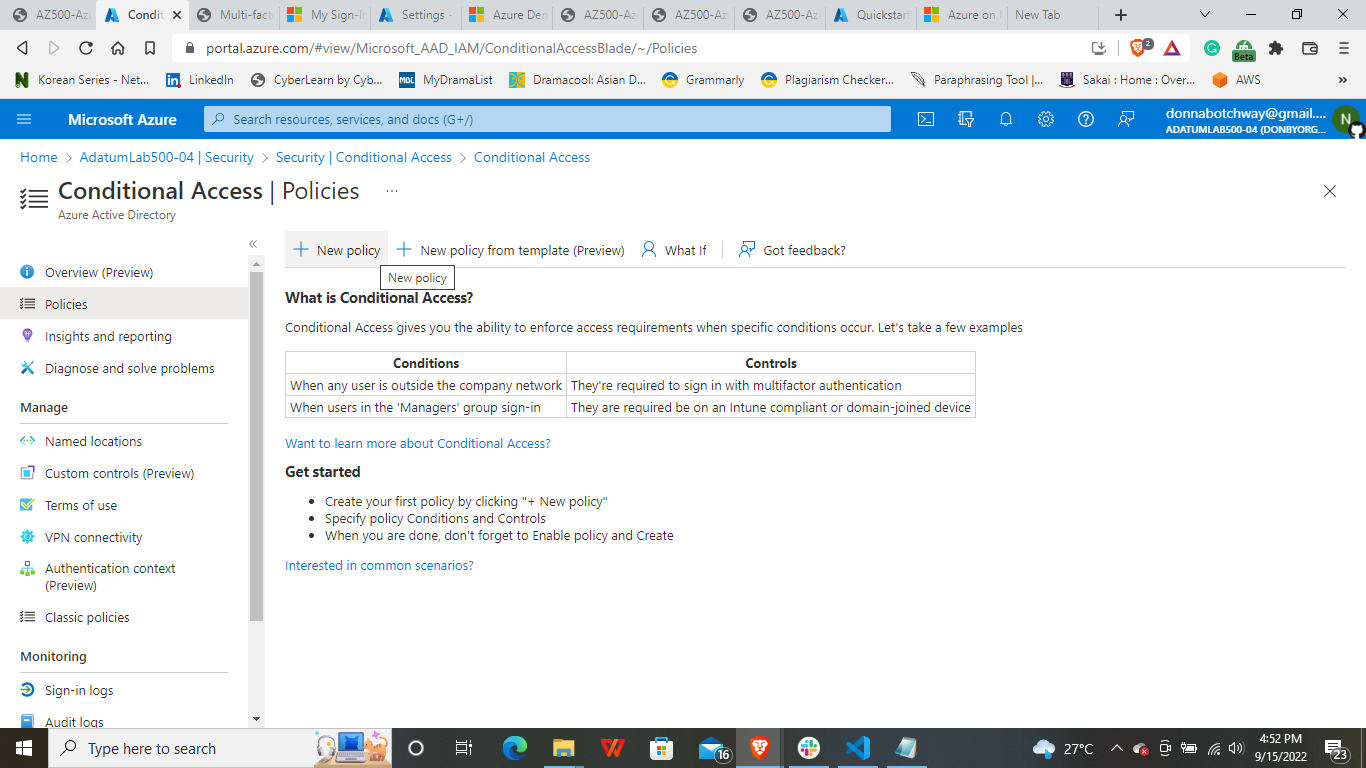 AZ500-Az
Condit
Multi-fact
My Sign-In
Settings -
Azure Den
AZ500-Az
AZ500-Az
AZ500-Az
Quickstart
Azure on
New Tab
portal.azure.com/#view/Microsoft_AAD_IAM/ConditionalAccessBlade/~/Policies
2
Beta
Korean Series - Net...
LinkedIn
CyberLearn by Cyb...
MDL MyDramaList
Dramacool: Asian D...
Grammarly
Plagiarism Checker...
Paraphrasing Tool |...
Sakai : Home : Over...
AWS
»
Microsoft Azure
Search resources, services, and docs (G+/)
donnabotchway@gmail....
ADATUMLAB500-04 (DONBYORG...
N
Home > AdatumLab500-04 | Security > Security | Conditional Access > Conditional Access
Conditional Access | Policies ...
Azure Active Directory
«
New policy
New policy from template (Preview)
What If
Got feedback?
New policy
Overview (Preview)
Policies
Insights and reporting
Diagnose and solve problems
Manage
Named locations
Custom controls (Preview)
Terms of use
VPN connectivity
Authentication context
(Preview)
Classic policies
Monitoring
Sign-in logs
Audit logs
What is Conditional Access?
Conditional Access gives you the ability to enforce access requirements when specific conditions occur. Let's take a few examples
Conditions Controls
When any user is outside the company network They're required to sign in with multifactor authentication
When users in the 'Managers' group sign-in They are required be on an Intune compliant or domain-joined device
Want to learn more about Conditional Access?
Get started
• Create your first policy by clicking "+ New policy"
• Specify policy Conditions and Controls
• When you are done, don't forget to Enable policy and Create
Interested in common scenarios?
Type here to search
16
27°C
4:52 PM
9/15/2022
23